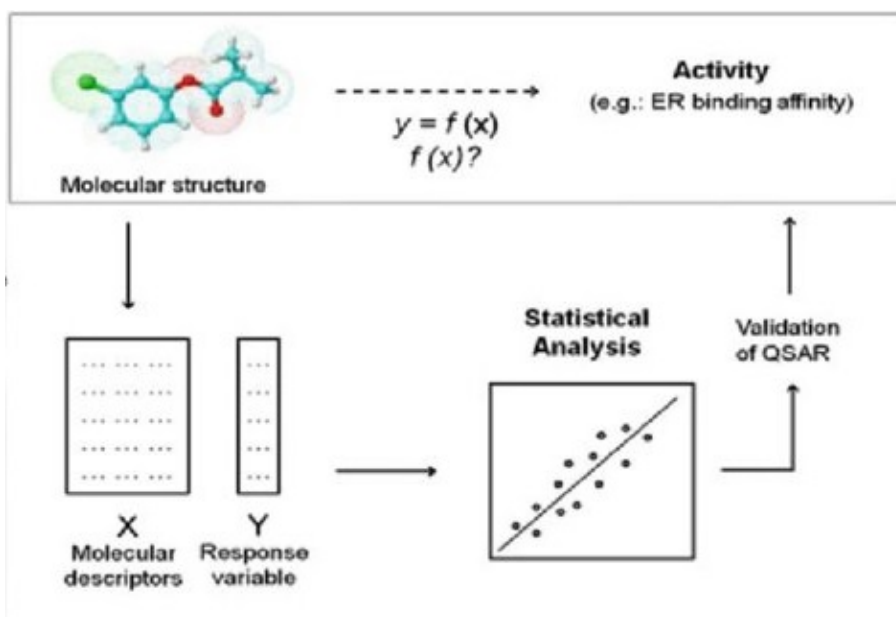 Molecular structure
y = f (x)
f (x)?
Activity
(e.g.: ER binding affinity)
X
Molecular
descriptors
Y
Response
variable
Statistical
Analysis
Validation
of QSAR